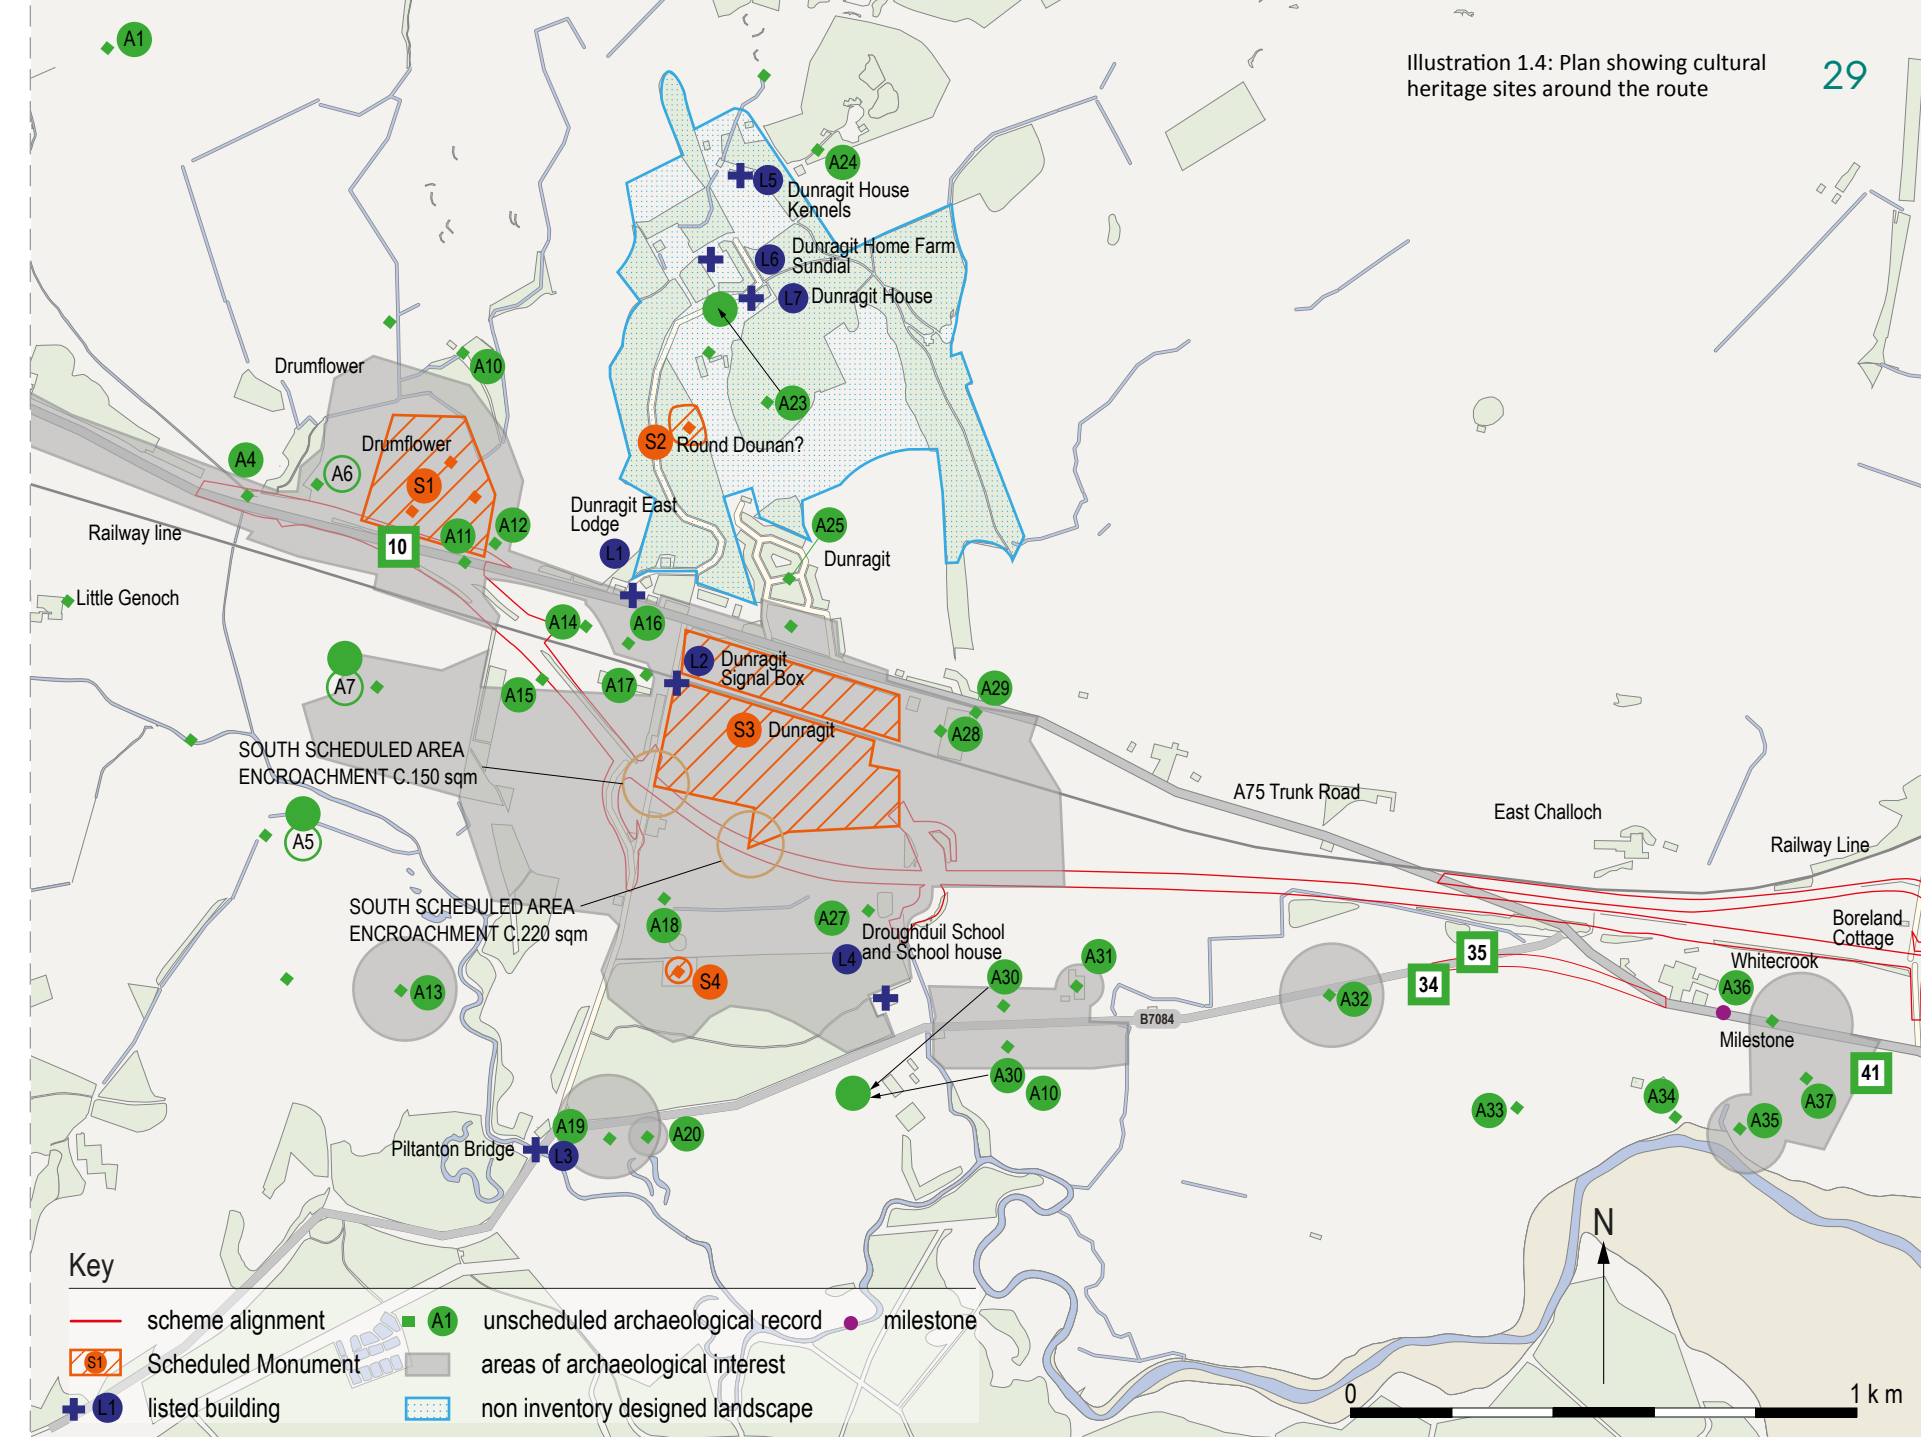 Illustration 1.4: Plan showing cultural
heritage sites around the route
29
A1
A24
L5
Dunragit House
Kennels
L6
Dunragit Home Farm
Sundial
L7
Dunragit House
Drumflower
A10
A23
Drumflower
S2
Round Dounan?
A4
A6
S1
Dunragit East
Lodge
A12
A25
Railway line
10
A11
L1
Dunragit
Little Genoch
A14
A16
L2
Dunragit
Signal Box
A7
A15
A17
A29
S3
Dunragit
A28
SOUTH SCHEDULED AREA
ENCROACHMENT C.150 sqm
A75 Trunk Road
East Challoch
A5
Railway Line
SOUTH SCHEDULED AREA
ENCROACHMENT C.220 sqm
A18
A27
Droughduil School
and School house
L4
Boreland
Cottage
35
A31
Whitecrook
S4
A30
34
A36
A13
A32
B7084
Milestone
A30
A10
41
A33
A34
A37
A19
A20
A35
Piltanton Bridge
L3
N
Key
scheme alignment
A1
unscheduled archaeological record
milestone
S1
Scheduled Monument
areas of archaeological interest
L1
listed building
non inventory designed landscape
0
1 k m